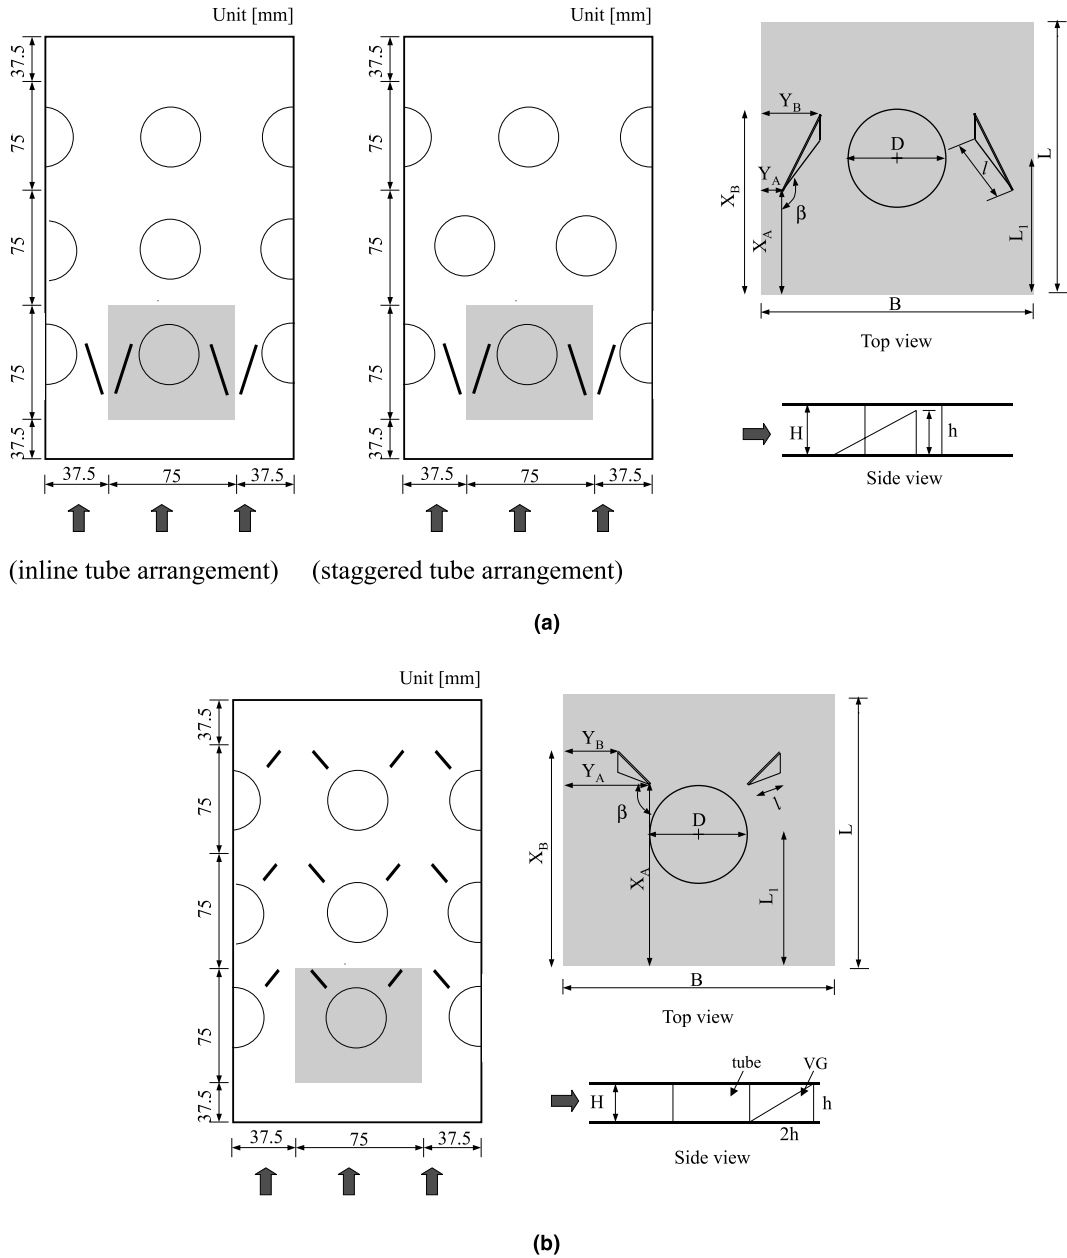 Unit [mm]
37.5
75
75
75
37.5
37.5
75
37.5
(inline tube arrangement)
Unit [mm]
37.5
75
75
75
37.5
37.5
75
37.5
(staggered tube arrangement)
Y_B
D
Y_A
β
X_B
X_A
l
L_1
L
B
Top view
H
h
Side view
(a)
Unit [mm]
37.5
75
75
75
37.5
37.5
75
37.5
Y_B
Y_A
β
D
l
X_B
X_A
L_1
L
B
Top view
tube
VG
H
h
2h
Side view
(b)